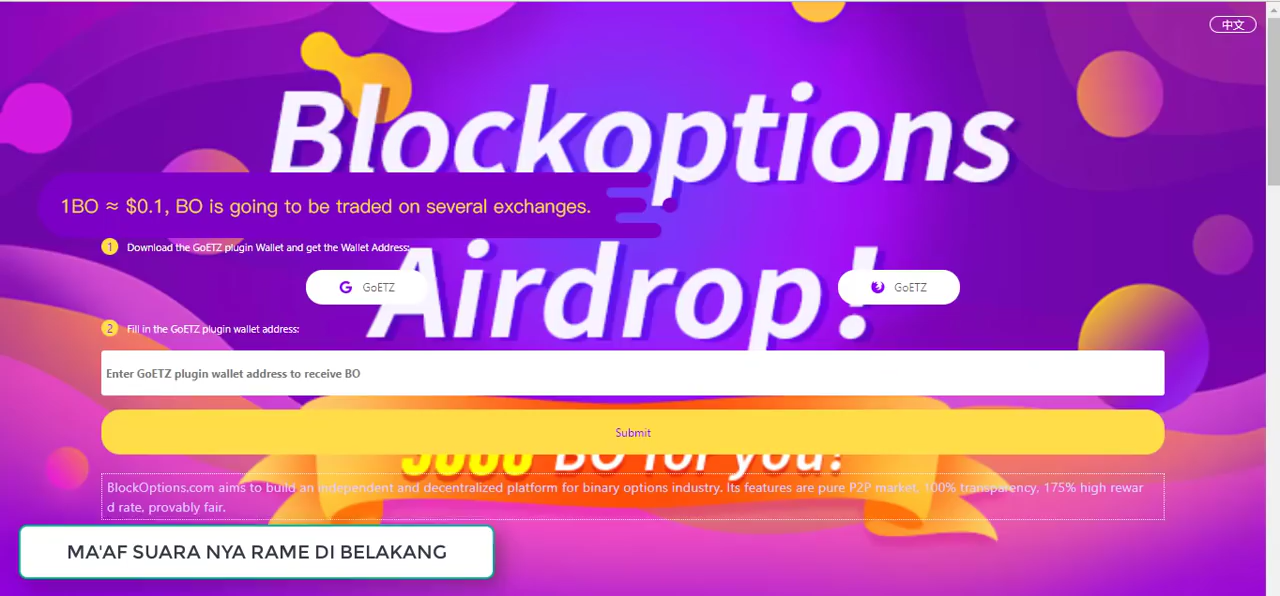 中文
Blockoptions
1BO ≈ $0.1, BO is going to be traded on several exchanges.
1 Download the GoETZ plugin Wallet and get the Wallet Address:
Airdrop!
GoETZ
GoETZ
2 Fill in the GoETZ plugin wallet address:
Enter GoETZ plugin wallet address to receive BO
Submit
5000 BO for you!
BlockOptions.com aims to build an independent and decentralized platform for binary options industry. Its features are pure P2P market, 100% transparency, 175% high rewar
d rate, provably fair.
MA'AF SUARA NYA RAME DI BELAKANG